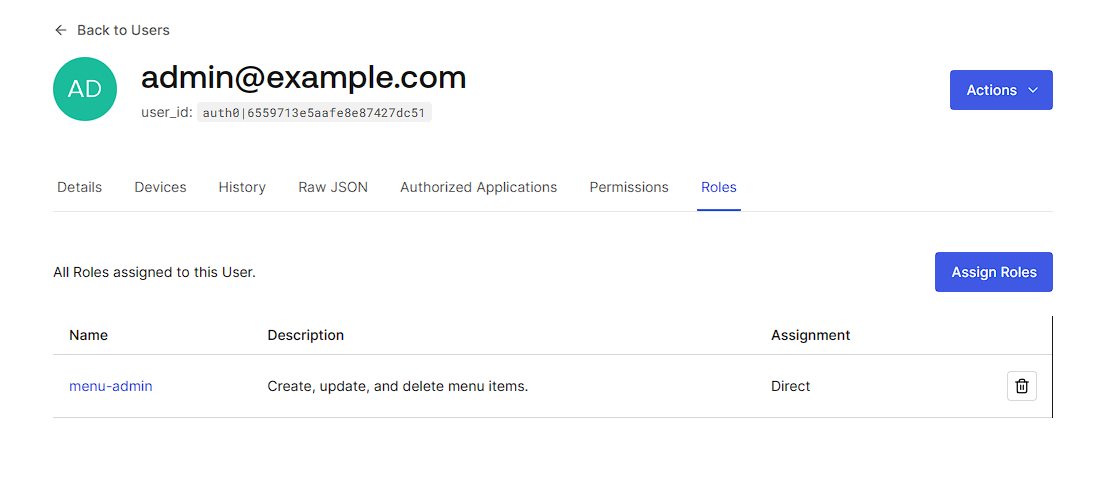 Back to Users
AD
admin@example.com
Actions
user_id: auth0|6559713e5aafe8e87427dc51
Details Devices History Raw JSON Authorized Applications Permissions Roles
All Roles assigned to this User.
Assign Roles
Name Description Assignment
menu-admin Create, update, and delete menu items. Direct